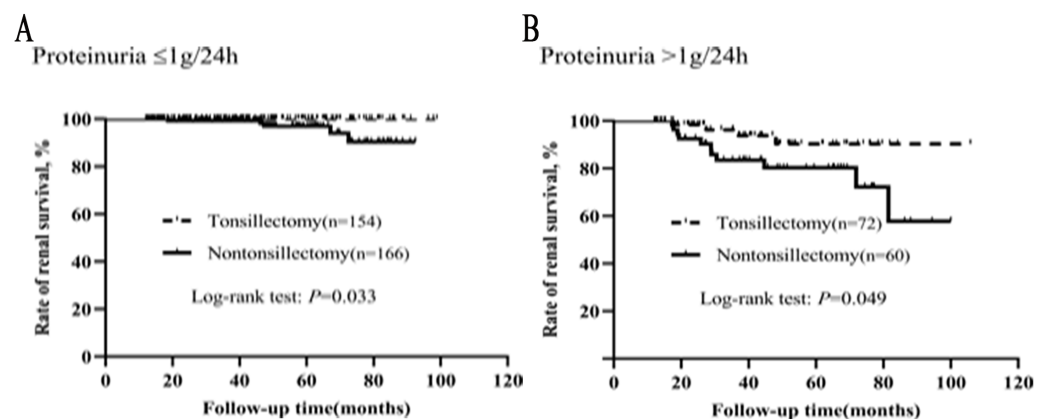 A
Proteinuria ≤1g/24h
Rate of renal survival, %
100
80
60
40
20
0
Tonsillectomy(n=154)
Nontonsillectomy(n=166)
Log-rank test: P=0.033
0 20 40 60 80 100 120
Follow-up time(months)
B
Proteinuria >1g/24h
Rate of renal survival, %
100
80
60
40
20
Tonsillectomy(n=72)
Nontonsillectomy(n=60)
Log-rank test: P=0.049
0 20 40 60 80 100 120
Follow-up time(months)